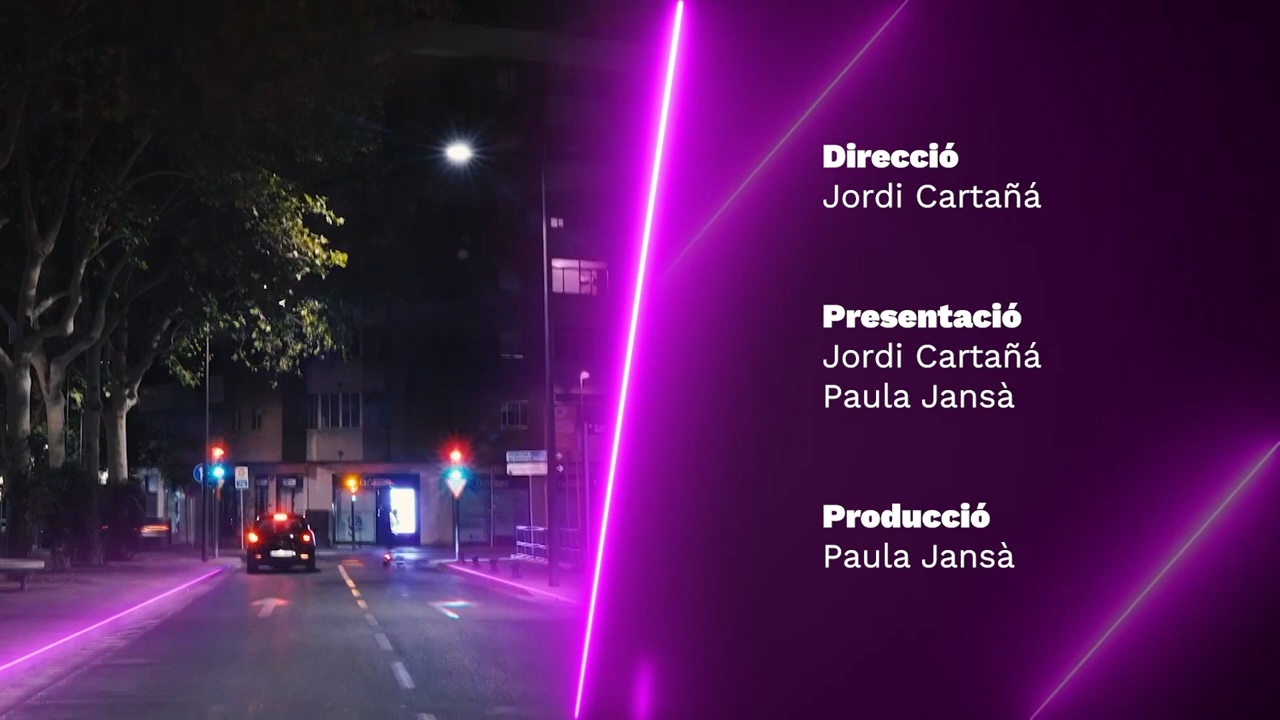 Direcció
Jordi Cartañá
Presentació
Jordi Cartañá
Paula Jansà
Producció
Paula Jansà